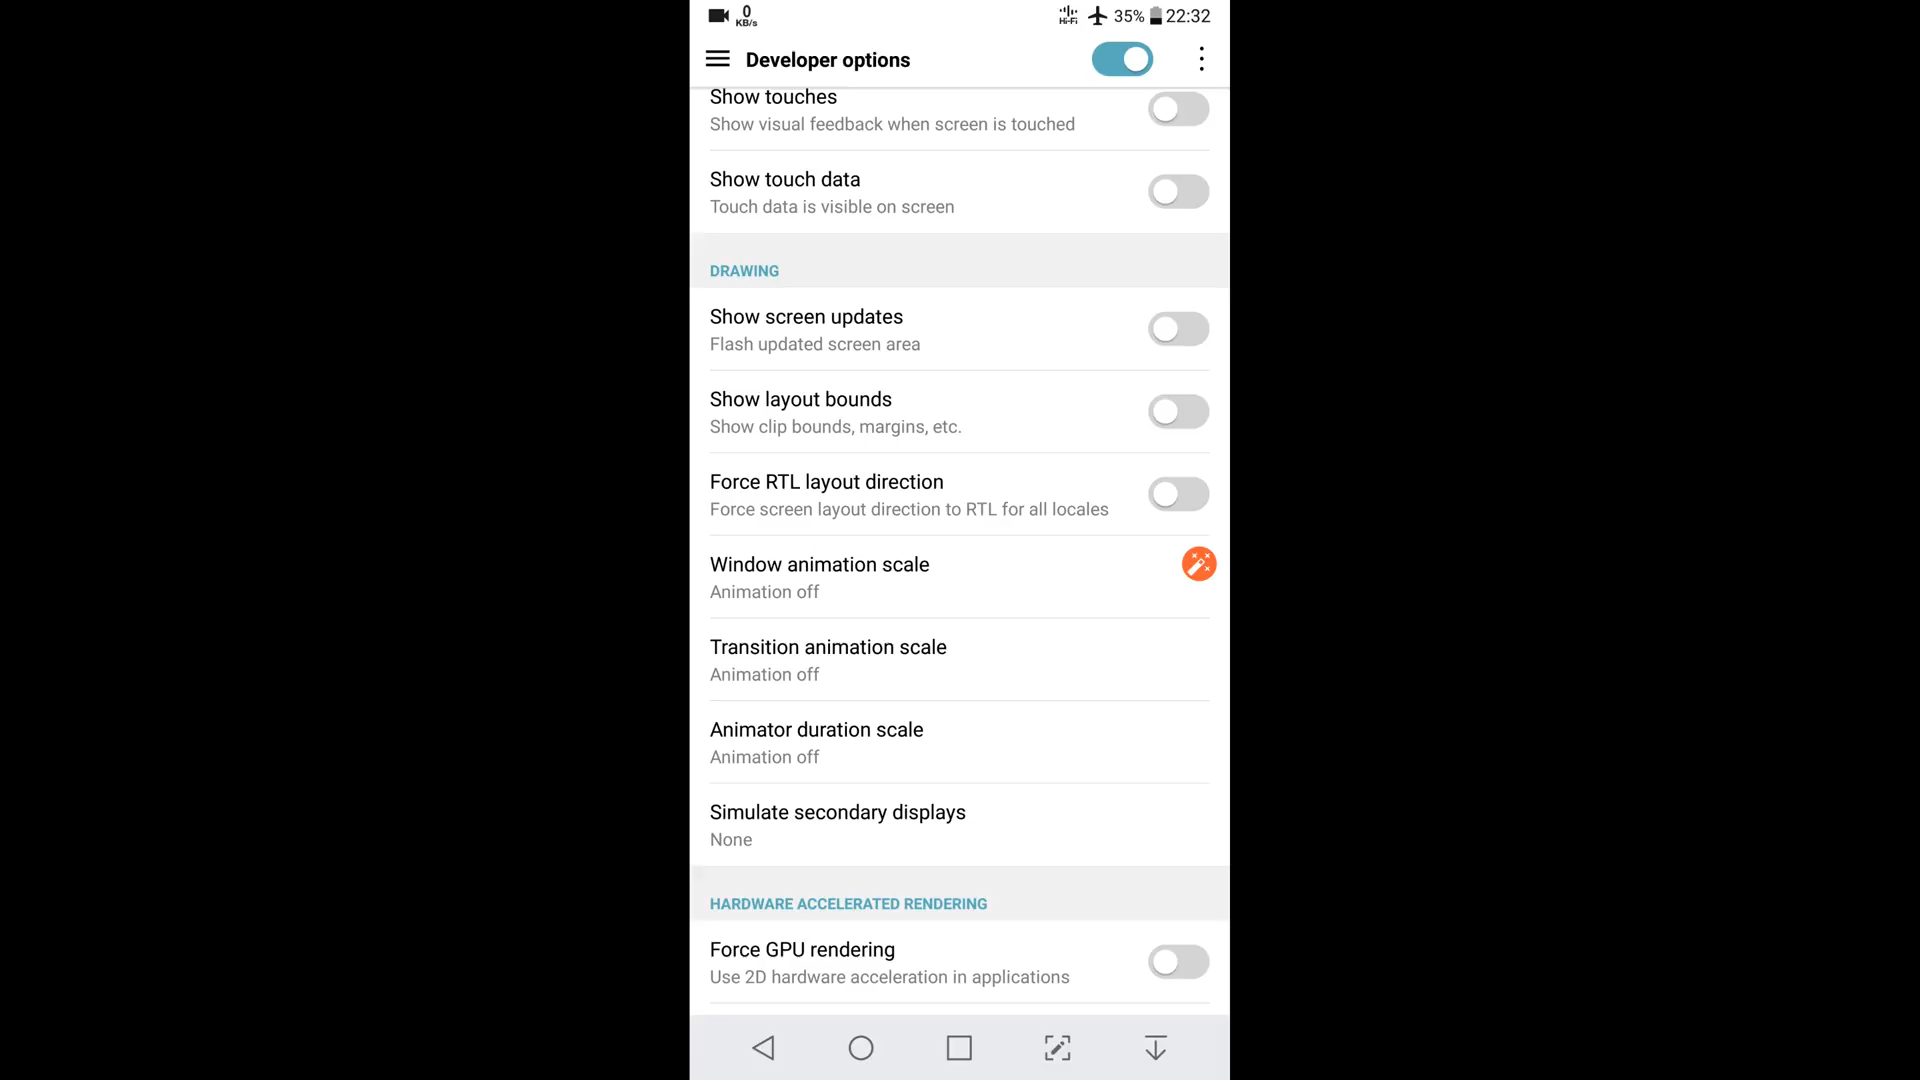 0
KB/s
Hi-Fi
35%
22:32
Developer options
Show touches
Show visual feedback when screen is touched
Show touch data
Touch data is visible on screen
DRAWING
Show screen updates
Flash updated screen area
Show layout bounds
Show clip bounds, margins, etc.
Force RTL layout direction
Force screen layout direction to RTL for all locales
Window animation scale
Animation off
Transition animation scale
Animation off
Animator duration scale
Animation off
Simulate secondary displays
None
HARDWARE ACCELERATED RENDERING
Force GPU rendering
Use 2D hardware acceleration in applications